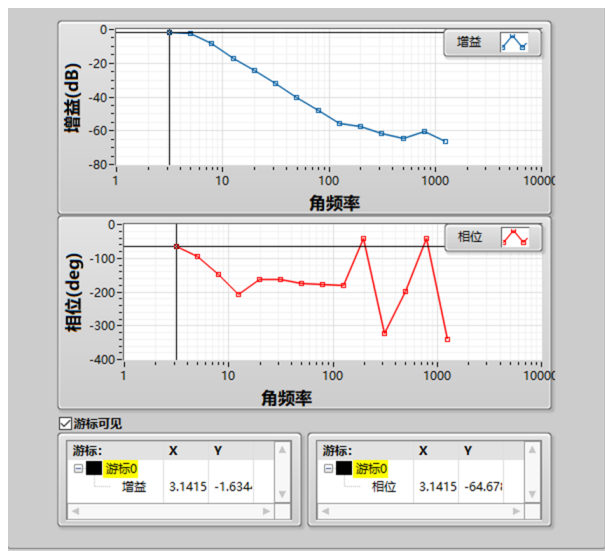 增益
增益(dB)
0
-20
-40
-60
-80
1 10 100 1000 10000
角频率
相位
相位(deg)
0
-100
-200
-300
-400
1 10 100 1000 10000
角频率
游标可见
游标: X Y
游标0
增益 3.1415 -1.634
游标: X Y
游标0
相位 3.1415 -64.678